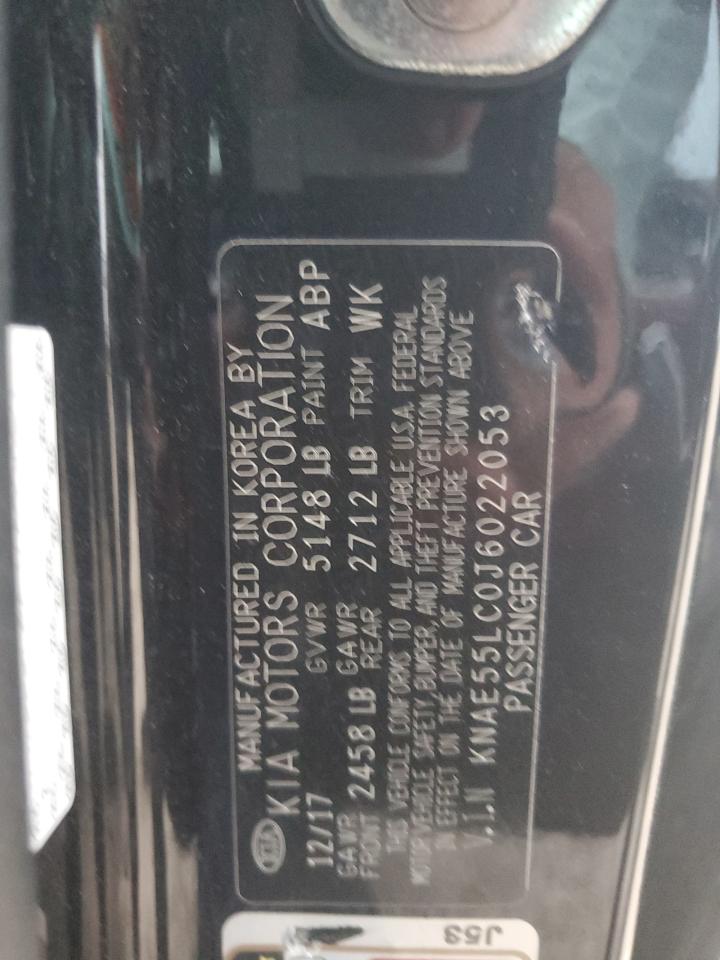 MANUFACTURED IN KOREA BY
KIA KIA MOTORS CORPORATION
12/17 GVWR 5148 LB PAINT ABP
GAWR FRONT 2458 LB GAWR REAR 2712 LB TRIM WK
THIS VEHICLE CONFORMS TO ALL APPLICABLE U.S.A. FEDERAL
MOTOR VEHICLE SAFETY, BUMPER, AND THEFT PREVENTION STANDARDS
IN EFFECT ON THE DATE OF MANUFACTURE SHOWN ABOVE
V.I.N KNAE55LC0J6022053
PASSENGER CAR
J53